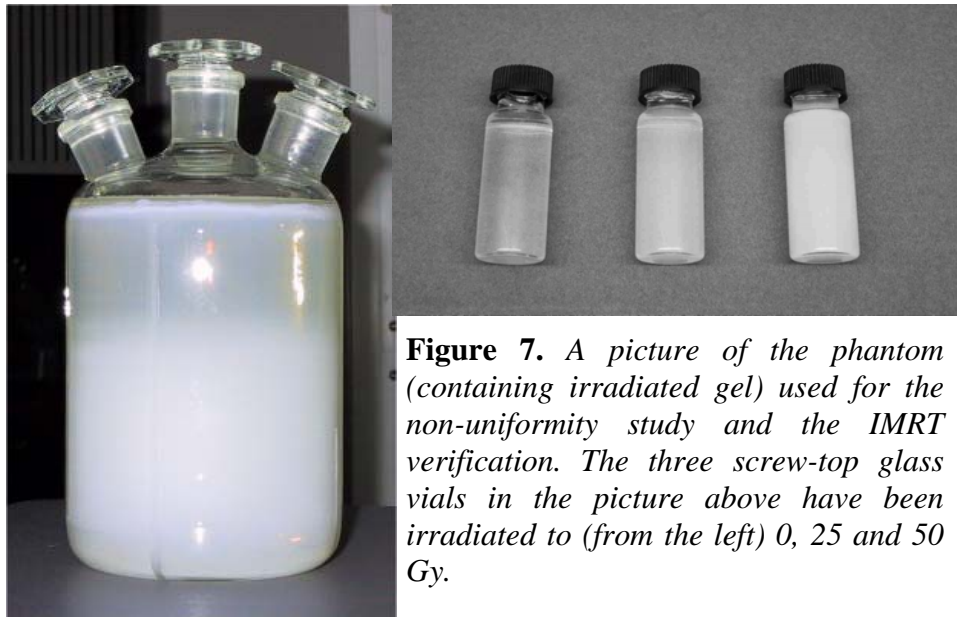 Figure 7. A picture of the phantom
(containing irradiated gel) used for the
non-uniformity study and the IMRT
verification. The three screw-top glass
vials in the picture above have been
irradiated to (from the left) 0, 25 and 50
Gy.